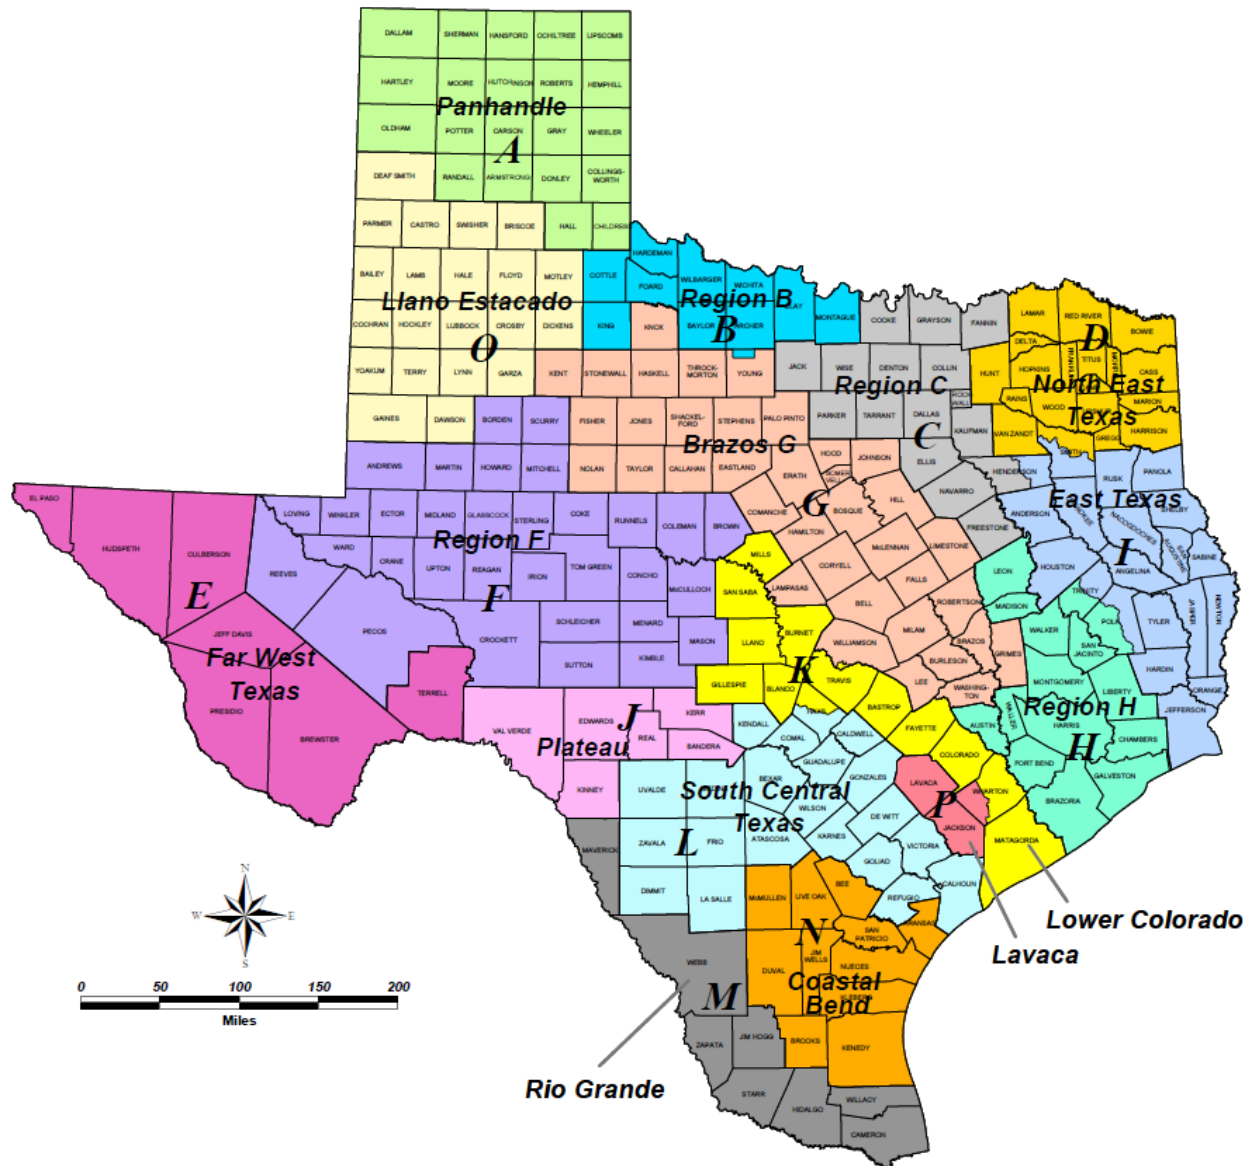 DALLAM SHERMAN HANSFORD OCHILTREE LIPSCOMB
HARTLEY MOORE HUTCHINSON ROBERTS HEMPHILL
Panhandle
OLDHAM POTTER CARSON GRAY WHEELER
A
DEAF SMITH RANDALL ARMSTRONG DONLEY COLLINGS-
WORTH
PARMER CASTRO SWISHER BRISCOE HALL CHILDRESS
HARDEMAN
BAILEY LAMB HALE FLOYD MOTLEY COTTLE FOARD WILBARGER WICHITA
Llano Estacado Region B
CLAY MONTAGUE COOKE GRAYSON FANNIN LAMAR RED RIVER BOWIE
COCHRAN HOCKLEY LUBBOCK CROSBY DICKENS KING KNOX BAYLOR ARCHER
O B D
DELTA TITUS
YOAKUM TERRY LYNN GARZA KENT STONEWALL HASKELL THROCK-
MORTON YOUNG JACK WISE DENTON COLLIN HUNT HOPKINS CASS
Region C North East
Texas
ROCK
WALL RAINS WOOD MARION
GAINES DAWSON BORDEN SCURRY FISHER JONES SHACKEL-
FORD STEPHENS PALO PINTO PARKER TARRANT DALLAS KAUFMAN VAN ZANDT GREGG HARRISON
Brazos G C
ANDREWS MARTIN HOWARD MITCHELL NOLAN TAYLOR CALLAHAN EASTLAND ERATH HOOD JOHNSON ELLIS HENDERSON SMITH RUSK PANOLA
SOMER
VELL
EL PASO HUDSPETH CULBERSON
LOVING WINKLER ECTOR MIDLAND GLASSCOCK STERLING COKE RUNNELS COLEMAN BROWN COMANCHE BOSQUE HILL NAVARRO ANDERSON
G East Texas
SHELBY
Region F
WARD CRANE UPTON REAGAN IRION TOM GREEN CONCHO McCULLOCH MILLS HAMILTON McLENNAN LIMESTONE FREESTONE NACOGDOCHES
SAN
AUGUSTINE
SABINE
REEVES CORYELL FALLS LEON HOUSTON ANGELINA
I
E F
SAN SABA LAMPASAS BELL ROBERTSON MADISON TRINITY JASPER NEWTON
JEFF DAVIS PECOS CROCKETT SCHLEICHER MENARD MASON LLANO BURNET WILLIAMSON MILAM BRAZOS GRIMES WALKER POLK TYLER
SAN
JACINTO
Far West
Texas
SUTTON KIMBLE BURLESON HARDIN
K
PRESIDIO BREWSTER TERRELL GILLESPIE BLANCO TRAVIS LEE WASHING-
TON MONTGOMERY LIBERTY ORANGE
HAYS BASTROP JEFFERSON
J
Plateau
VAL VERDE EDWARDS KERR REAL BANDERA KENDALL COMAL CALDWELL FAYETTE AUSTIN WALLER HARRIS CHAMBERS
Region H
H
KINNEY UVALDE BEXAR GUADALUPE GONZALES COLORADO FORT BEND GALVESTON
South Central
Texas
WILSON LAVACA WHARTON BRAZORIA
P
MAVERICK ZAVALA FRIO ATASCOSA KARNES DE WITT JACKSON MATAGORDA
L
VICTORIA
GOLIAD
DIMMIT LA SALLE McMULLEN LIVE OAK BEE REFUGIO CALHOUN
ARANSAS
N
SAN
PATRICIO
Lower Colorado
Lavaca
WEBB DUVAL JIM
WELLS NUECES
KLEBERG
Coastal
Bend
M
ZAPATA JIM HOGG BROOKS KENEDY
Rio Grande
STARR HIDALGO WILLACY
CAMERON
N
W E
S
0 50 100 150 200
Miles